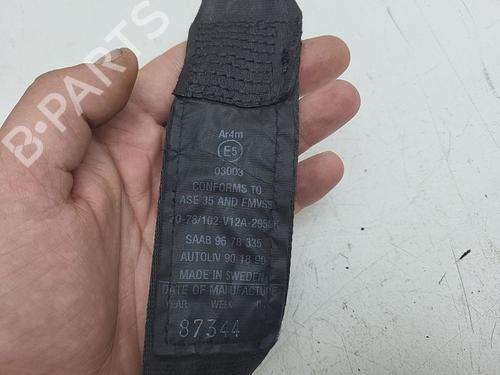 B-PARTS
Ar4m
E5
03003
CONFORMS TO
ASE 35 AND FMVSS
SAAB 96 78 335
AUTOLIV 90 18 90
MADE IN SWEDEN
DATE OF MANUFACTURE
YEAR WEEK
87344